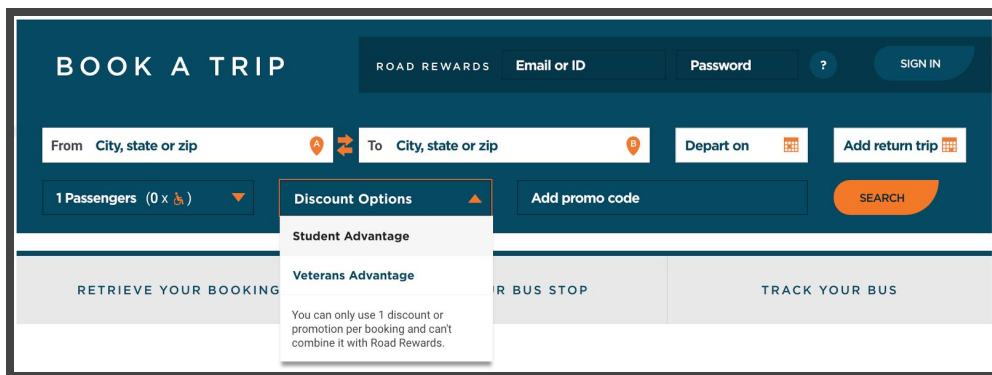 BOOK A TRIP
ROAD REWARDS Email or ID Password ? SIGN IN
From City, state or zip A To City, state or zip B Depart on Add return trip
1 Passengers (0 x ) Discount Options Add promo code SEARCH
Student Advantage
Veterans Advantage
You can only use 1 discount or
promotion per booking and can't
combine it with Road Rewards.
RETRIEVE YOUR BOOKING
R BUS STOP
TRACK YOUR BUS